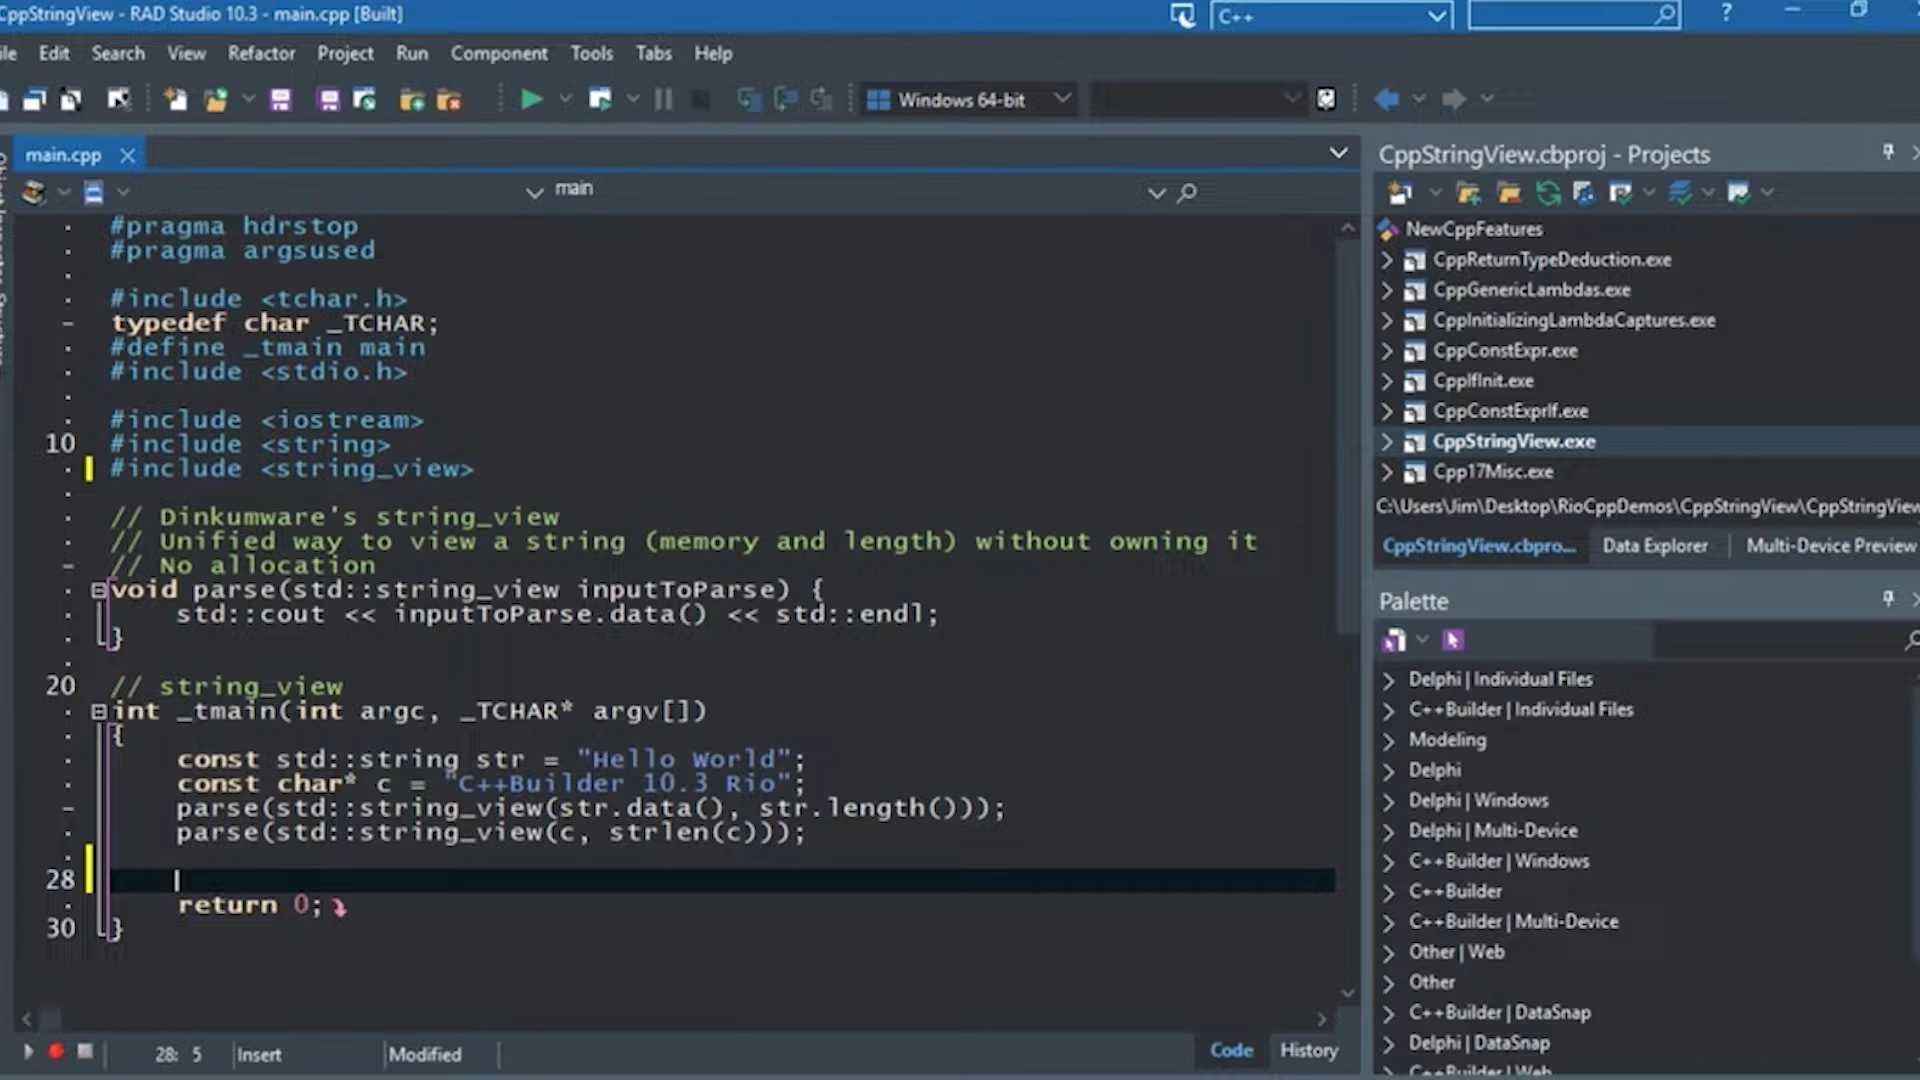 CppStringView - RAD Studio 10.3 - main.cpp [Built]
C++
?
Edit Search View Refactor Project Run Component Tools Tabs Help
Windows 64-bit
main.cpp
main
#pragma hdrstop
#pragma argsused
#include <tchar.h>
typedef char _TCHAR;
#define _tmain main
#include <stdio.h>
#include <iostream>
10 #include <string>
#include <string_view>
// Dinkumware's string_view
// Unified way to view a string (memory and length) without owning it
// No allocation
void parse(std::string_view inputToParse) {
std::cout << inputToParse.data() << std::endl;
}
20 // string_view
int _tmain(int argc, _TCHAR* argv[])
{
const std::string str = "Hello World";
const char* c = "C++Builder 10.3 Rio";
parse(std::string_view(str.data(), str.length()));
parse(std::string_view(c, strlen(c)));
28
return 0;
30 }
28: 5 Insert Modified
Code History
CppStringView.cbproj - Projects
NewCppFeatures
CppReturnTypeDeduction.exe
CppGenericLambdas.exe
CppInitializingLambdaCaptures.exe
CppConstExpr.exe
CppIfInit.exe
CppConstExprIf.exe
CppStringView.exe
Cpp17Misc.exe
C:\Users\Jim\Desktop\RioCppDemos\CppStringView\CppStringView
CppStringView.cbpro... Data Explorer Multi-Device Preview
Palette
Delphi | Individual Files
C++Builder | Individual Files
Modeling
Delphi
Delphi | Windows
Delphi | Multi-Device
C++Builder | Windows
C++Builder
C++Builder | Multi-Device
Other | Web
Other
C++Builder | DataSnap
Delphi | DataSnap
C++Builder | Web